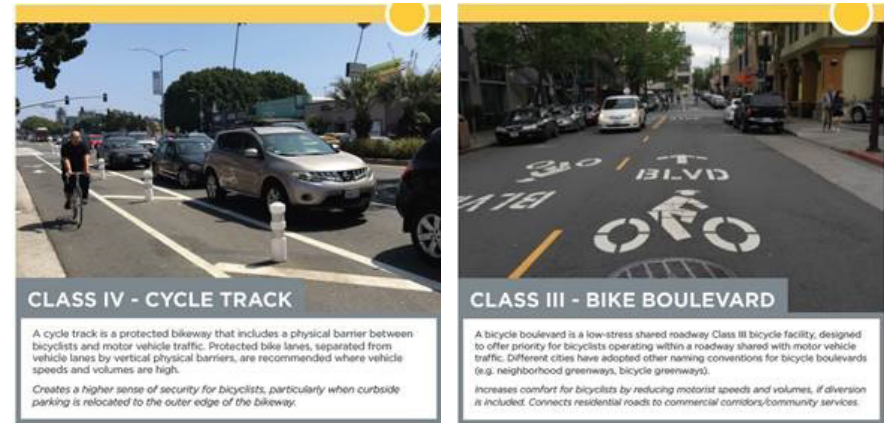 CLASS IV - CYCLE TRACK
A cycle track is a protected bikeway that includes a physical barrier between
bicyclists and motor vehicle traffic. Protected bike lanes, separated from
vehicle lanes by vertical physical barriers, are recommended where vehicle
speeds and volumes are high.
Creates a higher sense of security for bicyclists, particularly when curbside
parking is relocated to the outer edge of the bikeway.
BLVD
BLVD
CLASS III - BIKE BOULEVARD
A bicycle boulevard is a low-stress shared roadway Class III bicycle facility, designed
to offer priority for bicyclists operating within a roadway shared with motor vehicle
traffic. Different cities have adopted other naming conventions for bicycle boulevards
(e.g. neighborhood greenways, bicycle greenways).
Increases comfort for bicyclists by reducing motorist speeds and volumes, if diversion
is included. Connects residential roads to commercial corridors/community services.